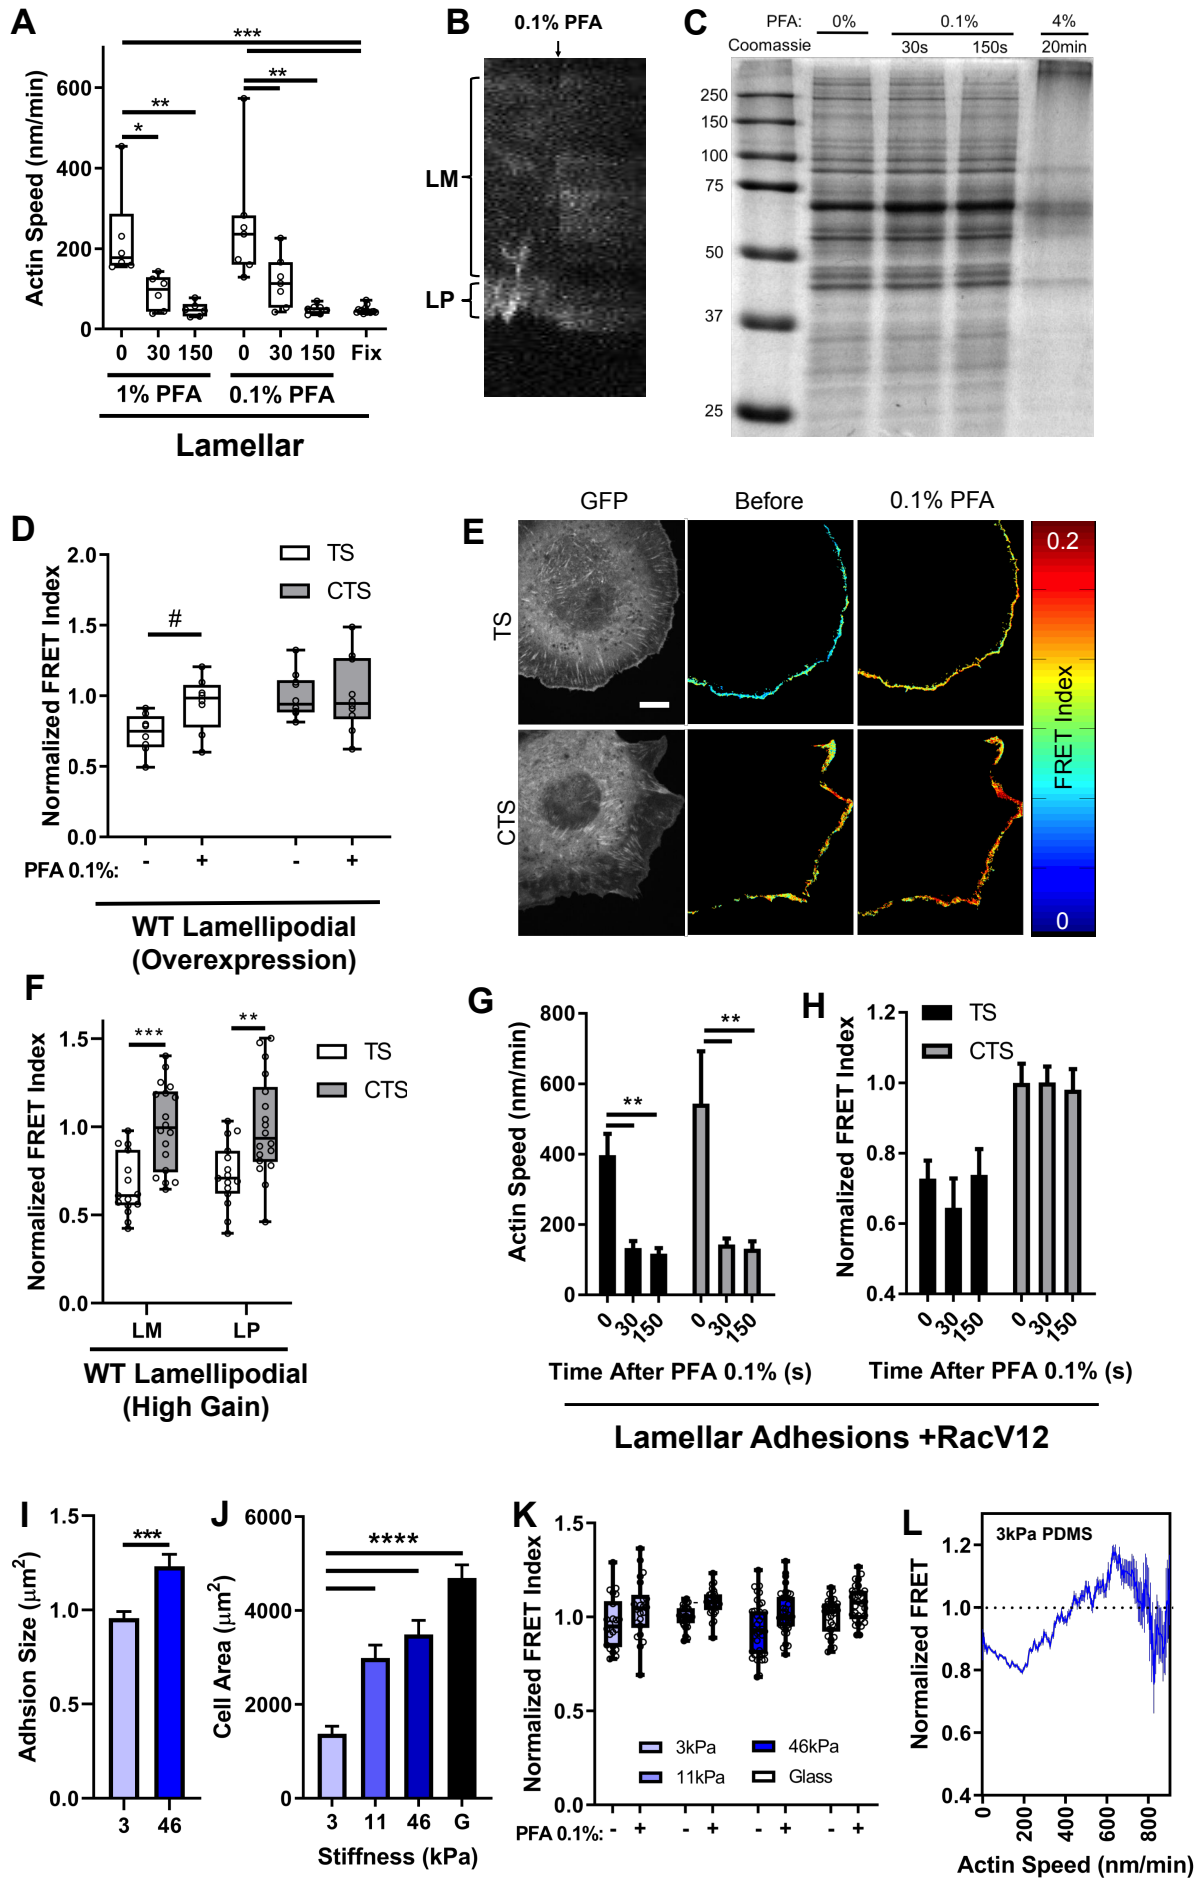 A
***
**
**
*
Actin Speed (nm/min)
600
400
200
0
0 30 150 0 30 150 Fix
1% PFA 0.1% PFA
Lamellar
B
0.1% PFA
LM
LP
C
PFA: 0% 0.1% 4%
Coomassie 30s 150s 20min
250
150
100
75
50
37
25
D
TS
CTS
#
Normalized FRET Index
2.0
1.5
1.0
0.5
0.0
PFA 0.1%: - + - +
WT Lamellipodial
(Overexpression)
E
GFP Before 0.1% PFA
TS
CTS
0.2
FRET Index
0
F
*** **
TS
CTS
Normalized FRET Index
1.5
1.0
0.5
0.0
LM LP
WT Lamellipodial
(High Gain)
G
** **
Actin Speed (nm/min)
800
600
400
200
0
0 30 150 0 30 150
Time After PFA 0.1% (s)
H
TS
CTS
Normalized FRET Index
1.2
1.0
0.8
0.6
0.4
0 30 150 0 30 150
Time After PFA 0.1% (s)
Lamellar Adhesions +RacV12
I
***
Adhsion Size (μm²)
1.5
1.0
0.5
0.0
3 46
J
****
Cell Area (μm²)
6000
4000
2000
0
3 11 46 G
Stiffness (kPa)
K
Normalized FRET Index
1.5
1.0
0.5
0.0
3kPa 46kPa
11kPa Glass
PFA 0.1%: - + - + - + - +
L
3kPa PDMS
Normalized FRET
1.2
1.0
0.8
0.6
0.4
0 200 400 600 800
Actin Speed (nm/min)